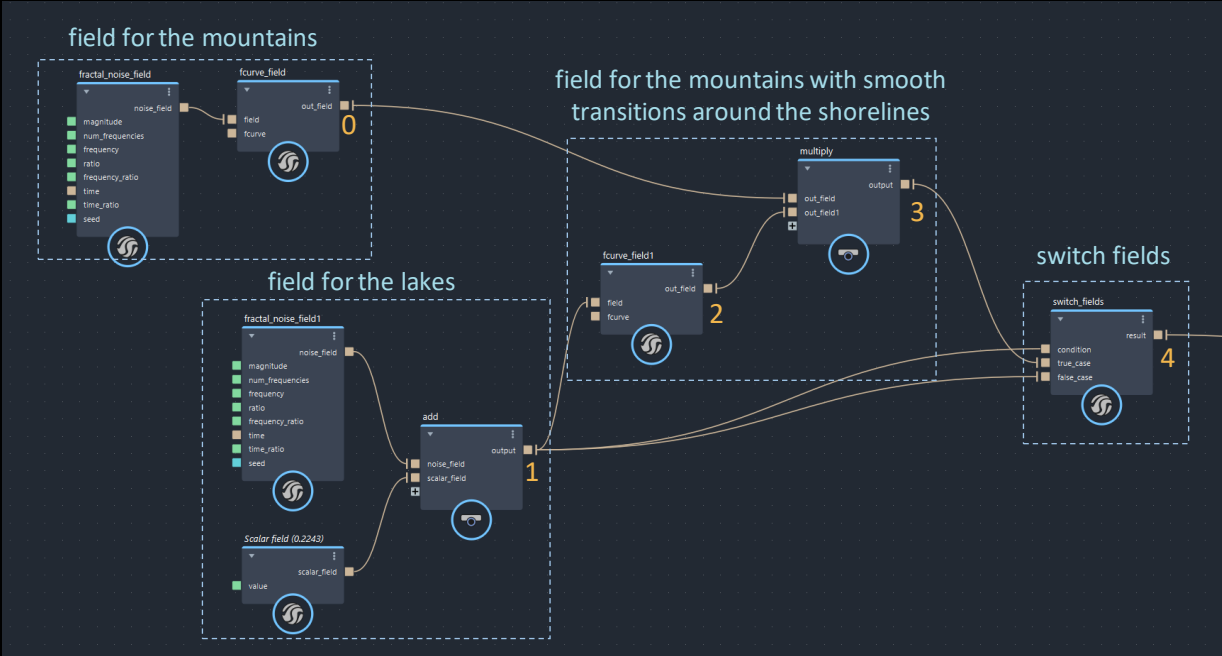 field for the mountains
fractal_noise_field
noise_field
magnitude
num_frequencies
frequency
ratio
frequency_ratio
time
time_ratio
seed
fcurve_field
out_field
field
fcurve
0
field for the mountains with smooth
transitions around the shorelines
multiply
output
out_field
out_field1
3
fcurve_field1
out_field
field
fcurve
2
field for the lakes
fractal_noise_field1
noise_field
magnitude
num_frequencies
frequency
ratio
frequency_ratio
time
time_ratio
seed
add
output
noise_field
scalar_field
1
Scalar field (0.2243)
scalar_field
value
switch fields
switch_fields
result
condition
true_case
false_case
4